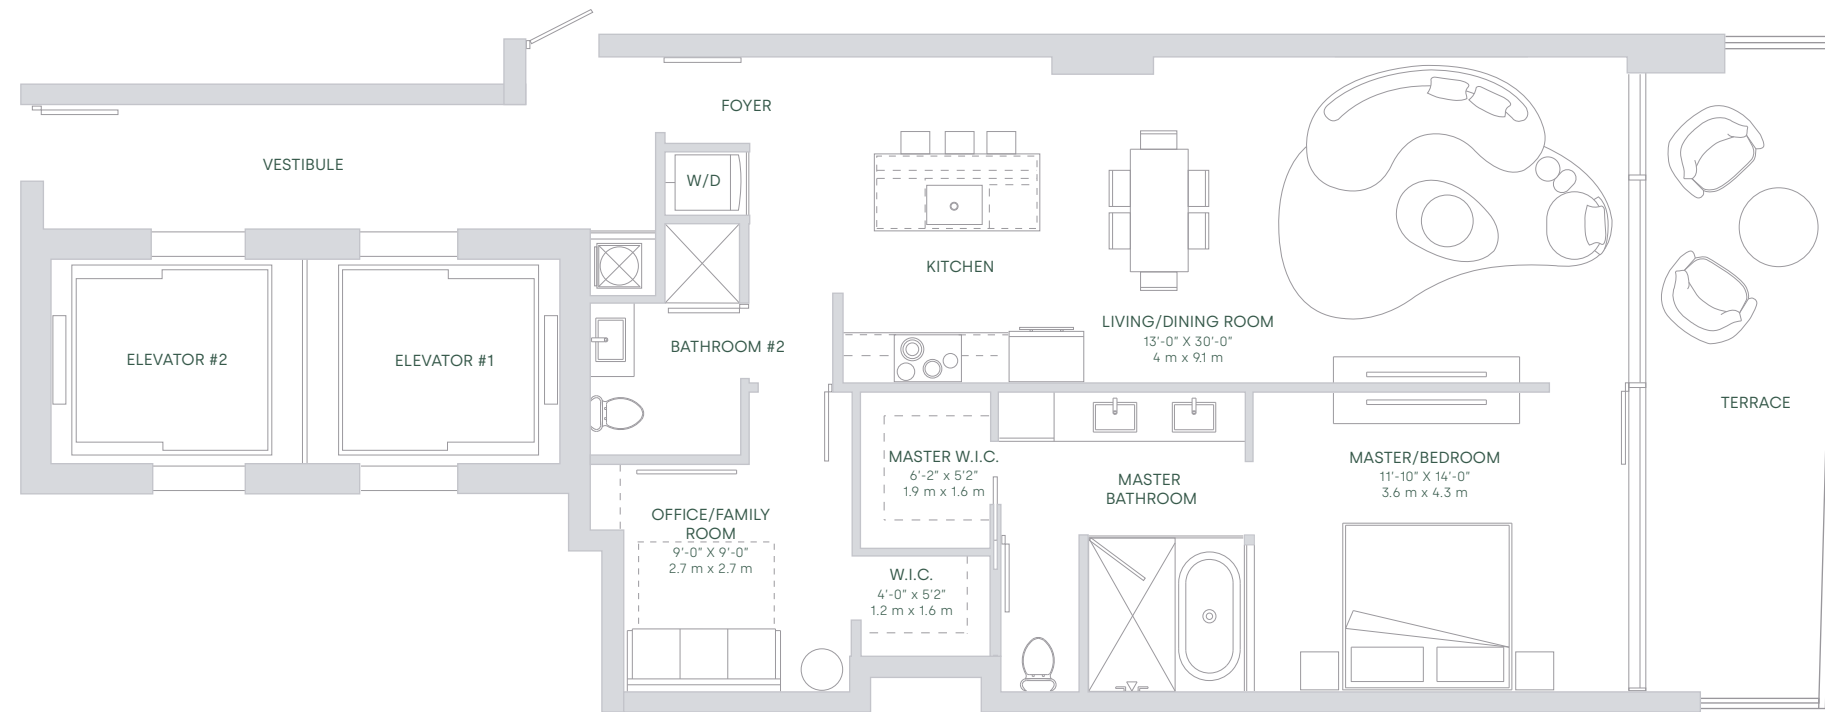 FOYER
VESTIBULE
W/D
KITCHEN
LIVING/DINING ROOM
13'-0" X 30'-0"
4 m x 9.1 m
BATHROOM #2
ELEVATOR #2
ELEVATOR #1
TERRACE
MASTER W.I.C.
6'-2" x 5'2"
1.9 m x 1.6 m
MASTER/BEDROOM
11'-10" X 14'-0"
3.6 m x 4.3 m
MASTER
BATHROOM
OFFICE/FAMILY
ROOM
9'-0" X 9'-0"
2.7 m x 2.7 m
W.I.C.
4'-0" x 5'2"
1.2 m x 1.6 m